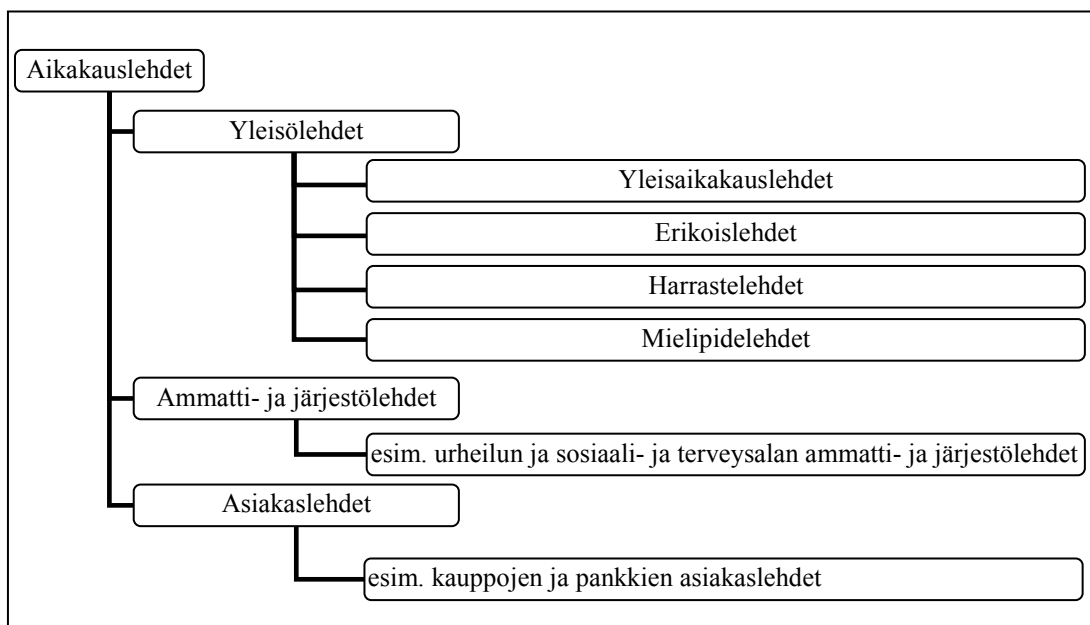 Aikakauslehdet
Yleisölehdet
Yleisaikakauslehdet
Erikoislehdet
Harrastelehdet
Mielipidelehdet
Ammatti- ja järjestölehdet
esim. urheilun ja sosiaali- ja terveysalan ammatti- ja järjestölehdet
Asiakaslehdet
esim. kauppojen ja pankkien asiakaslehdet